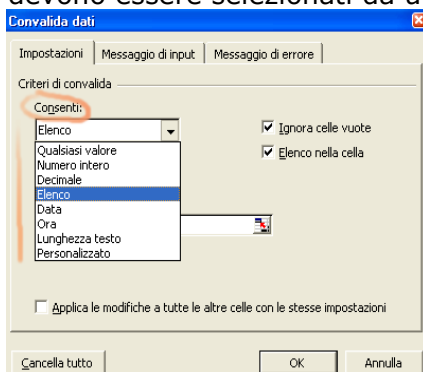 devono essere selezionati da u
Convalida dati
Impostazioni Messaggio di input Messaggio di errore
Criteri di convalida
Consenti:
Elenco
Ignora celle vuote
Qualsiasi valore
Elenco nella cella
Numero intero
Decimale
Elenco
Data
Ora
Lunghezza testo
Personalizzato
Applica le modifiche a tutte le altre celle con le stesse impostazioni
Cancella tutto OK Annulla